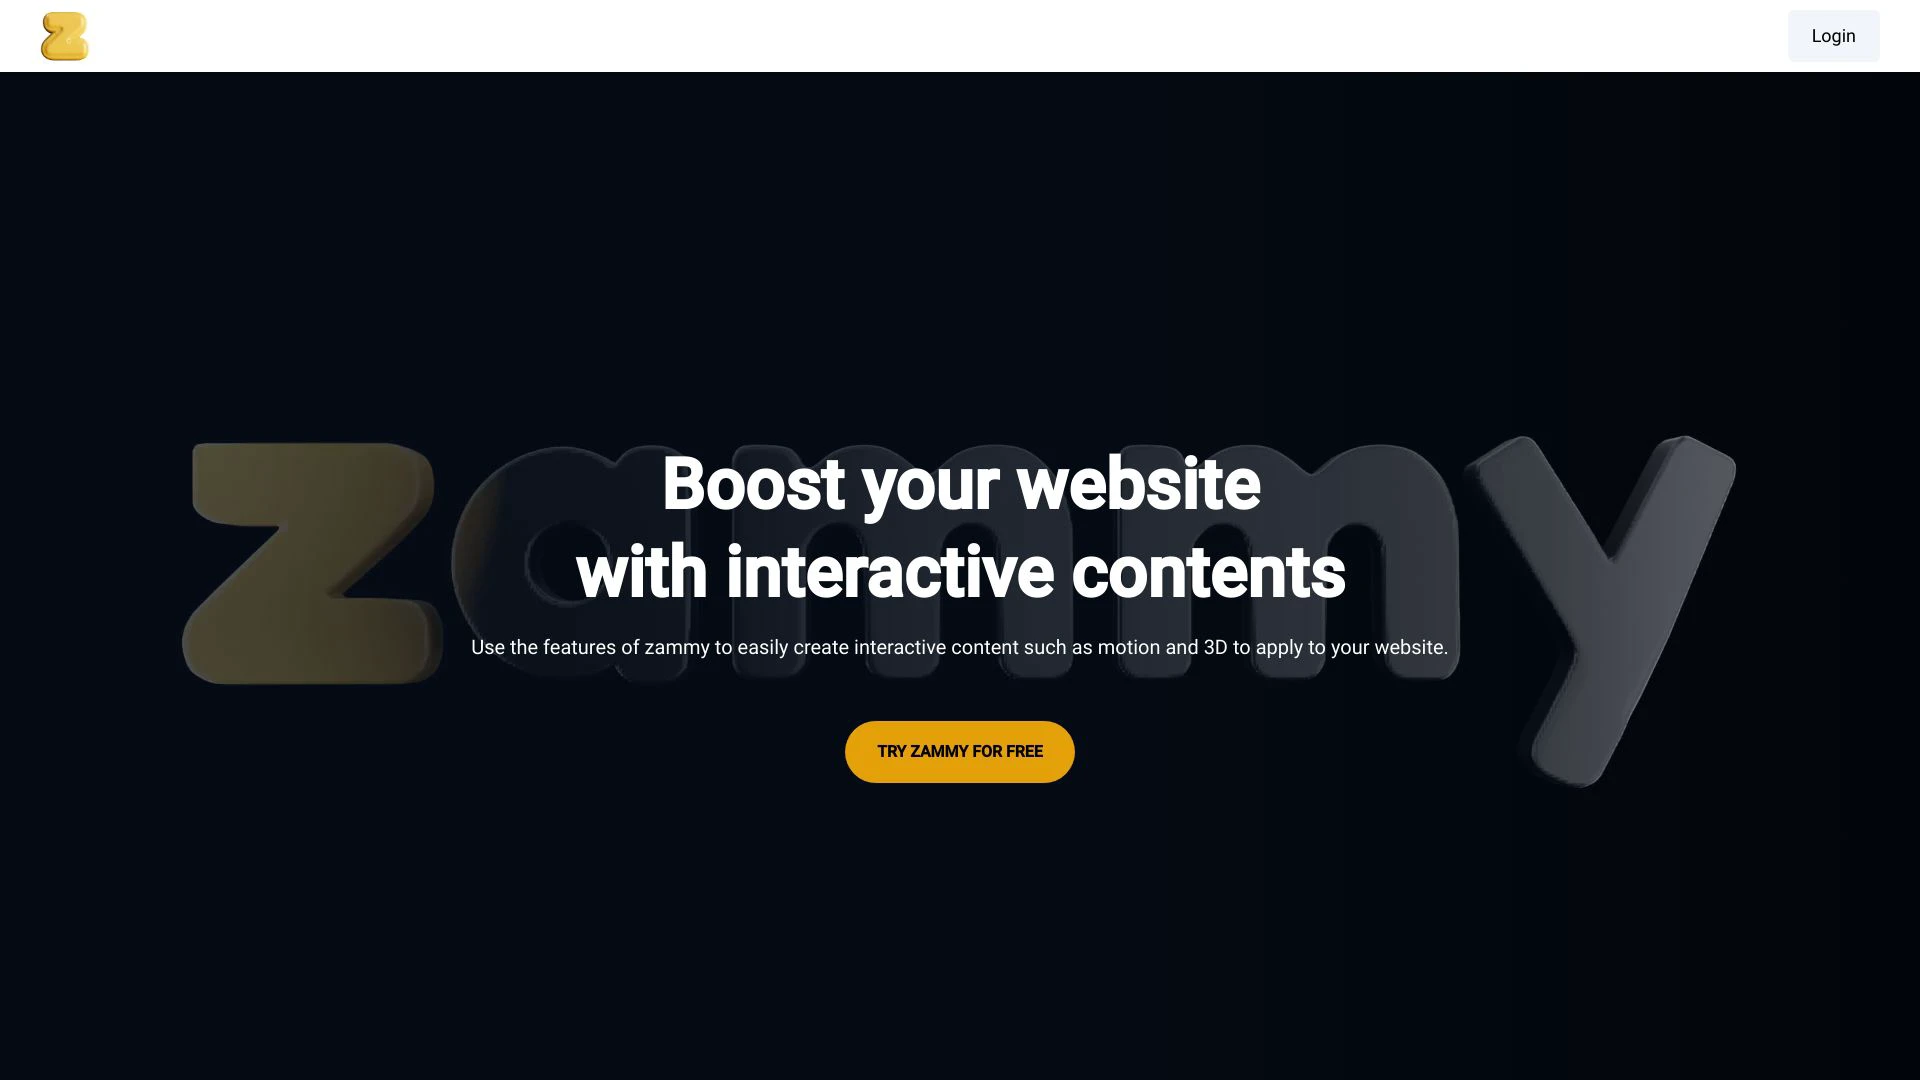 Z
Login
zammy
Boost your website
with interactive contents
Use the features of zammy to easily create interactive content such as motion and 3D to apply to your website.
TRY ZAMMY FOR FREE